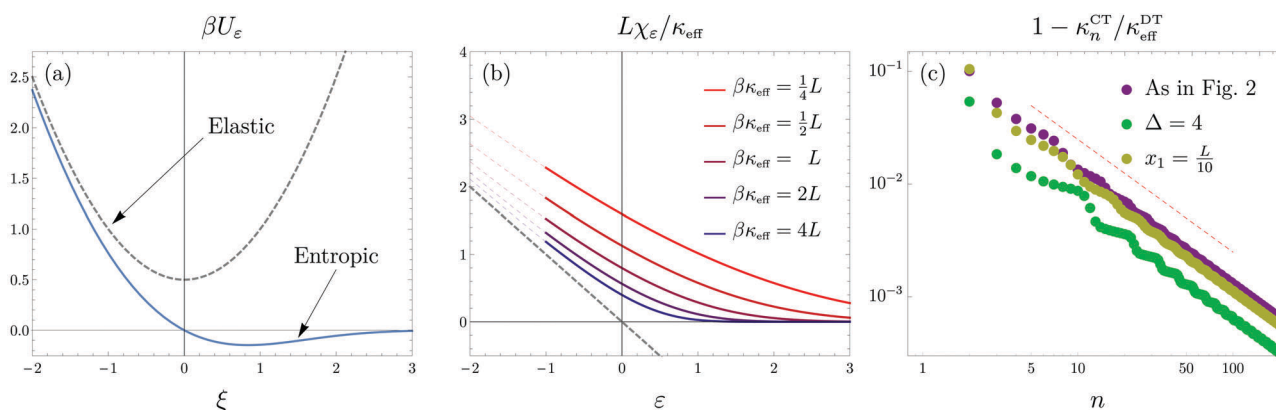 βU_ε
(a)
Elastic
Entropic
2.5
2.0
1.5
1.0
0.5
0.0
−2 −1 0 1 2 3
ξ
Lχ_ε/κ_eff
(b)
βκ_eff = 1/4 L
βκ_eff = 1/2 L
βκ_eff = L
βκ_eff = 2L
βκ_eff = 4L
4
3
2
1
0
−2 −1 0 1 2 3
ε
1 − κ_n^CT/κ_eff^DT
(c)
As in Fig. 2
Δ = 4
x_1 = L/10
10^−1
10^−2
10^−3
1 5 10 50 100
n